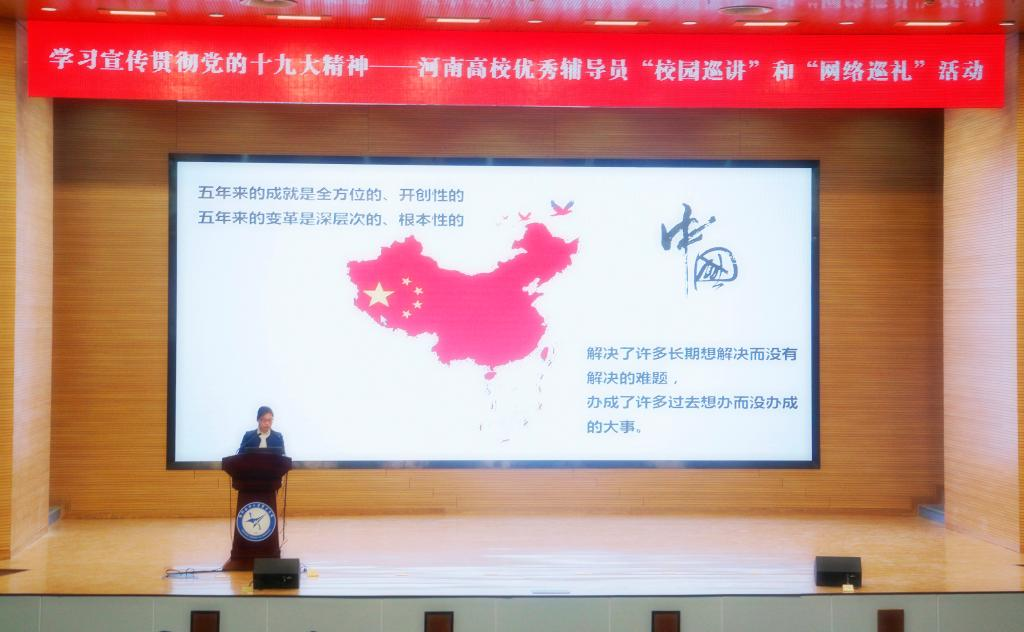 学习宣传贯彻党的十九大精神——河南高校优秀辅导员“校园巡讲”和“网络巡礼”活动
五年来的成就是全方位的、开创性的
五年来的变革是深层次的、根本性的
中國
解决了许多长期想解决而没有
解决的难题，
办成了许多过去想办而没办成
的大事。